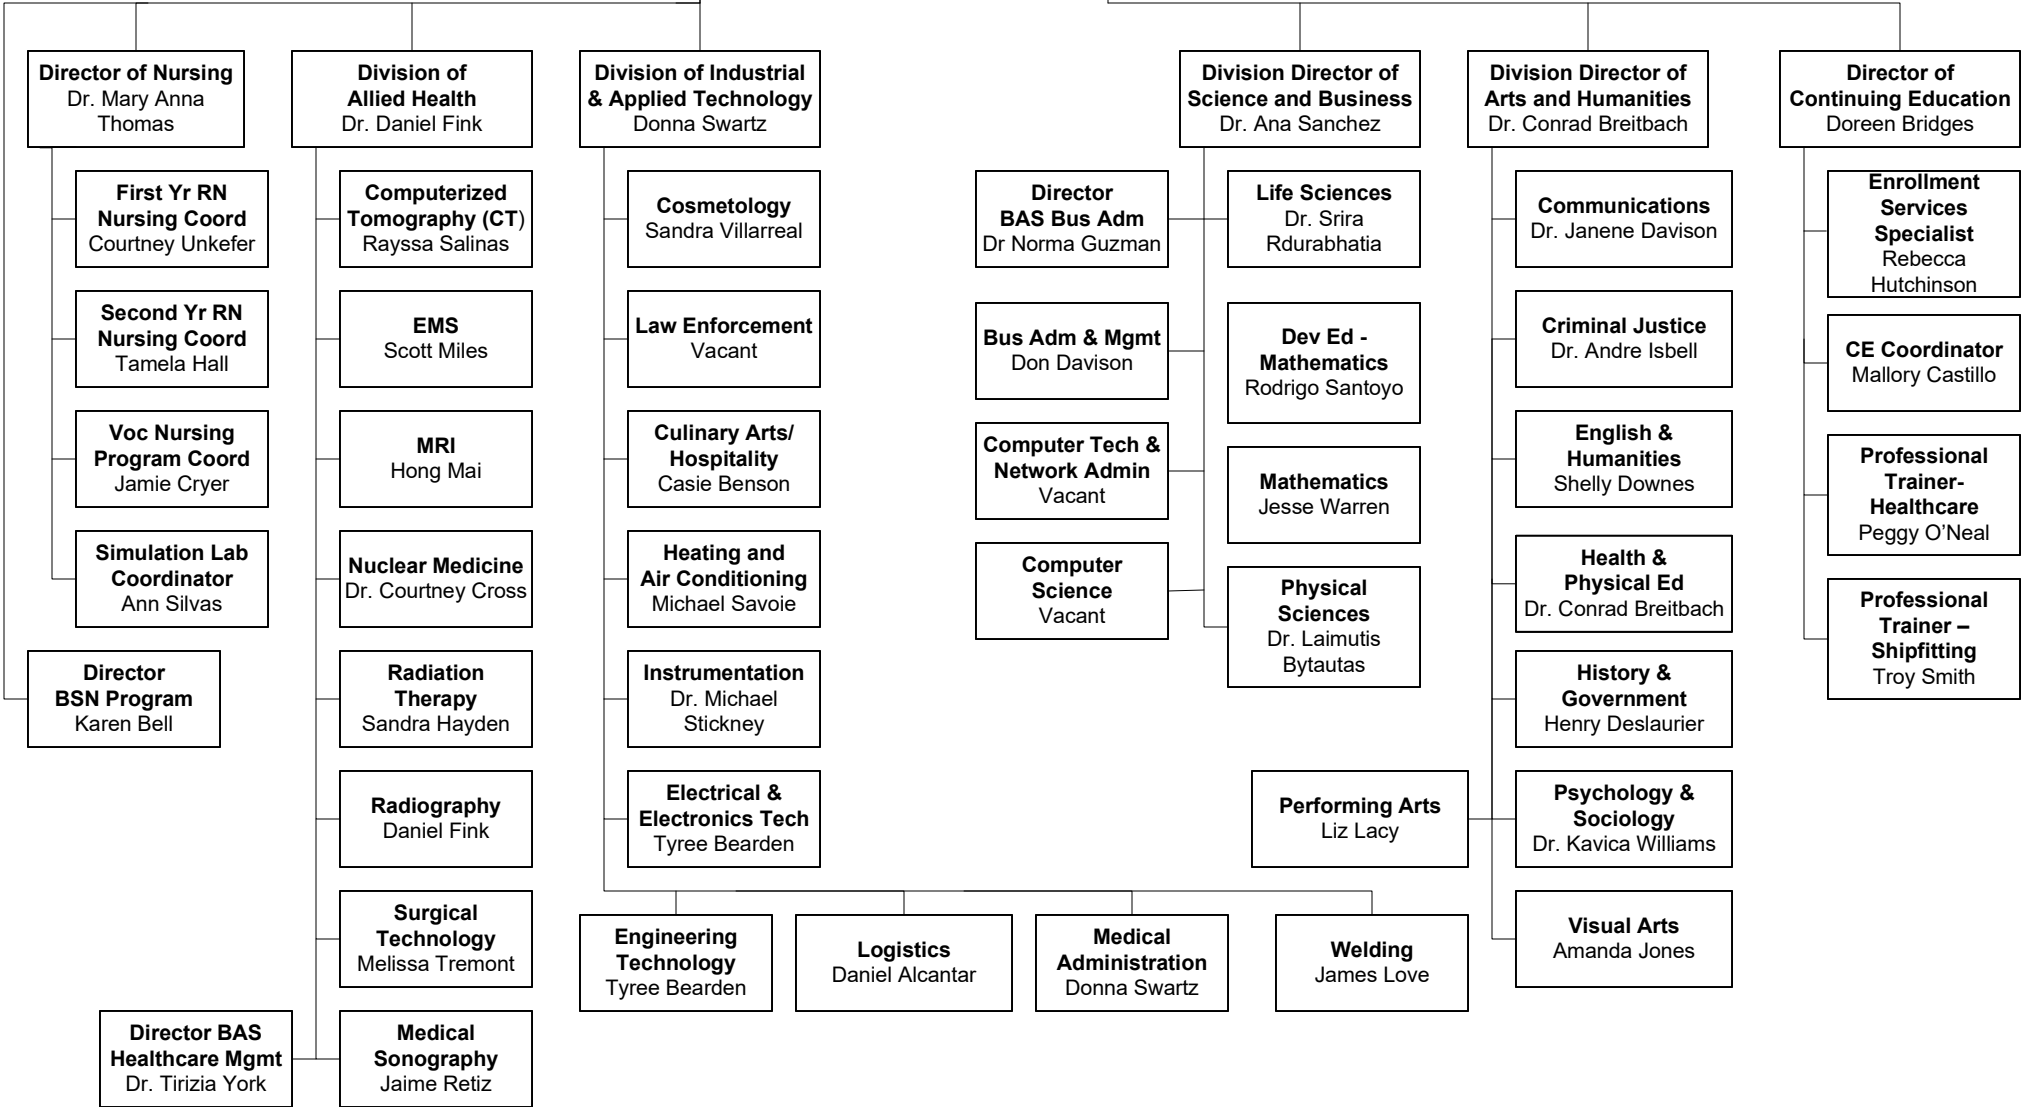 Director of Nursing
Dr. Mary Anna
Thomas
First Yr RN
Nursing Coord
Courtney Unkefer
Second Yr RN
Nursing Coord
Tamela Hall
Voc Nursing
Program Coord
Jamie Cryer
Simulation Lab
Coordinator
Ann Silvas
Director
BSN Program
Karen Bell
Division of
Allied Health
Dr. Daniel Fink
Computerized
Tomography (CT)
Rayssa Salinas
EMS
Scott Miles
MRI
Hong Mai
Nuclear Medicine
Dr. Courtney Cross
Radiation
Therapy
Sandra Hayden
Radiography
Daniel Fink
Surgical
Technology
Melissa Tremont
Director BAS
Healthcare Mgmt
Dr. Tirizia York
Medical
Sonography
Jaime Retiz
Division of Industrial
& Applied Technology
Donna Swartz
Cosmetology
Sandra Villarreal
Law Enforcement
Vacant
Culinary Arts/
Hospitality
Casie Benson
Heating and
Air Conditioning
Michael Savoie
Instrumentation
Dr. Michael
Stickney
Electrical &
Electronics Tech
Tyree Bearden
Engineering
Technology
Tyree Bearden
Logistics
Daniel Alcantar
Medical
Administration
Donna Swartz
Welding
James Love
Division Director of
Science and Business
Dr. Ana Sanchez
Director
BAS Bus Adm
Dr Norma Guzman
Bus Adm & Mgmt
Don Davison
Computer Tech &
Network Admin
Vacant
Computer
Science
Vacant
Life Sciences
Dr. Srira
Rdurabhatia
Dev Ed -
Mathematics
Rodrigo Santoyo
Mathematics
Jesse Warren
Physical
Sciences
Dr. Laimutis
Bytautas
Division Director of
Arts and Humanities
Dr. Conrad Breitbach
Communications
Dr. Janene Davison
Criminal Justice
Dr. Andre Isbell
English &
Humanities
Shelly Downes
Health &
Physical Ed
Dr. Conrad Breitbach
History &
Government
Henry Deslaurier
Performing Arts
Liz Lacy
Psychology &
Sociology
Dr. Kavica Williams
Visual Arts
Amanda Jones
Director of
Continuing Education
Doreen Bridges
Enrollment
Services
Specialist
Rebecca
Hutchinson
CE Coordinator
Mallory Castillo
Professional
Trainer-
Healthcare
Peggy O’Neal
Professional
Trainer –
Shipfitting
Troy Smith